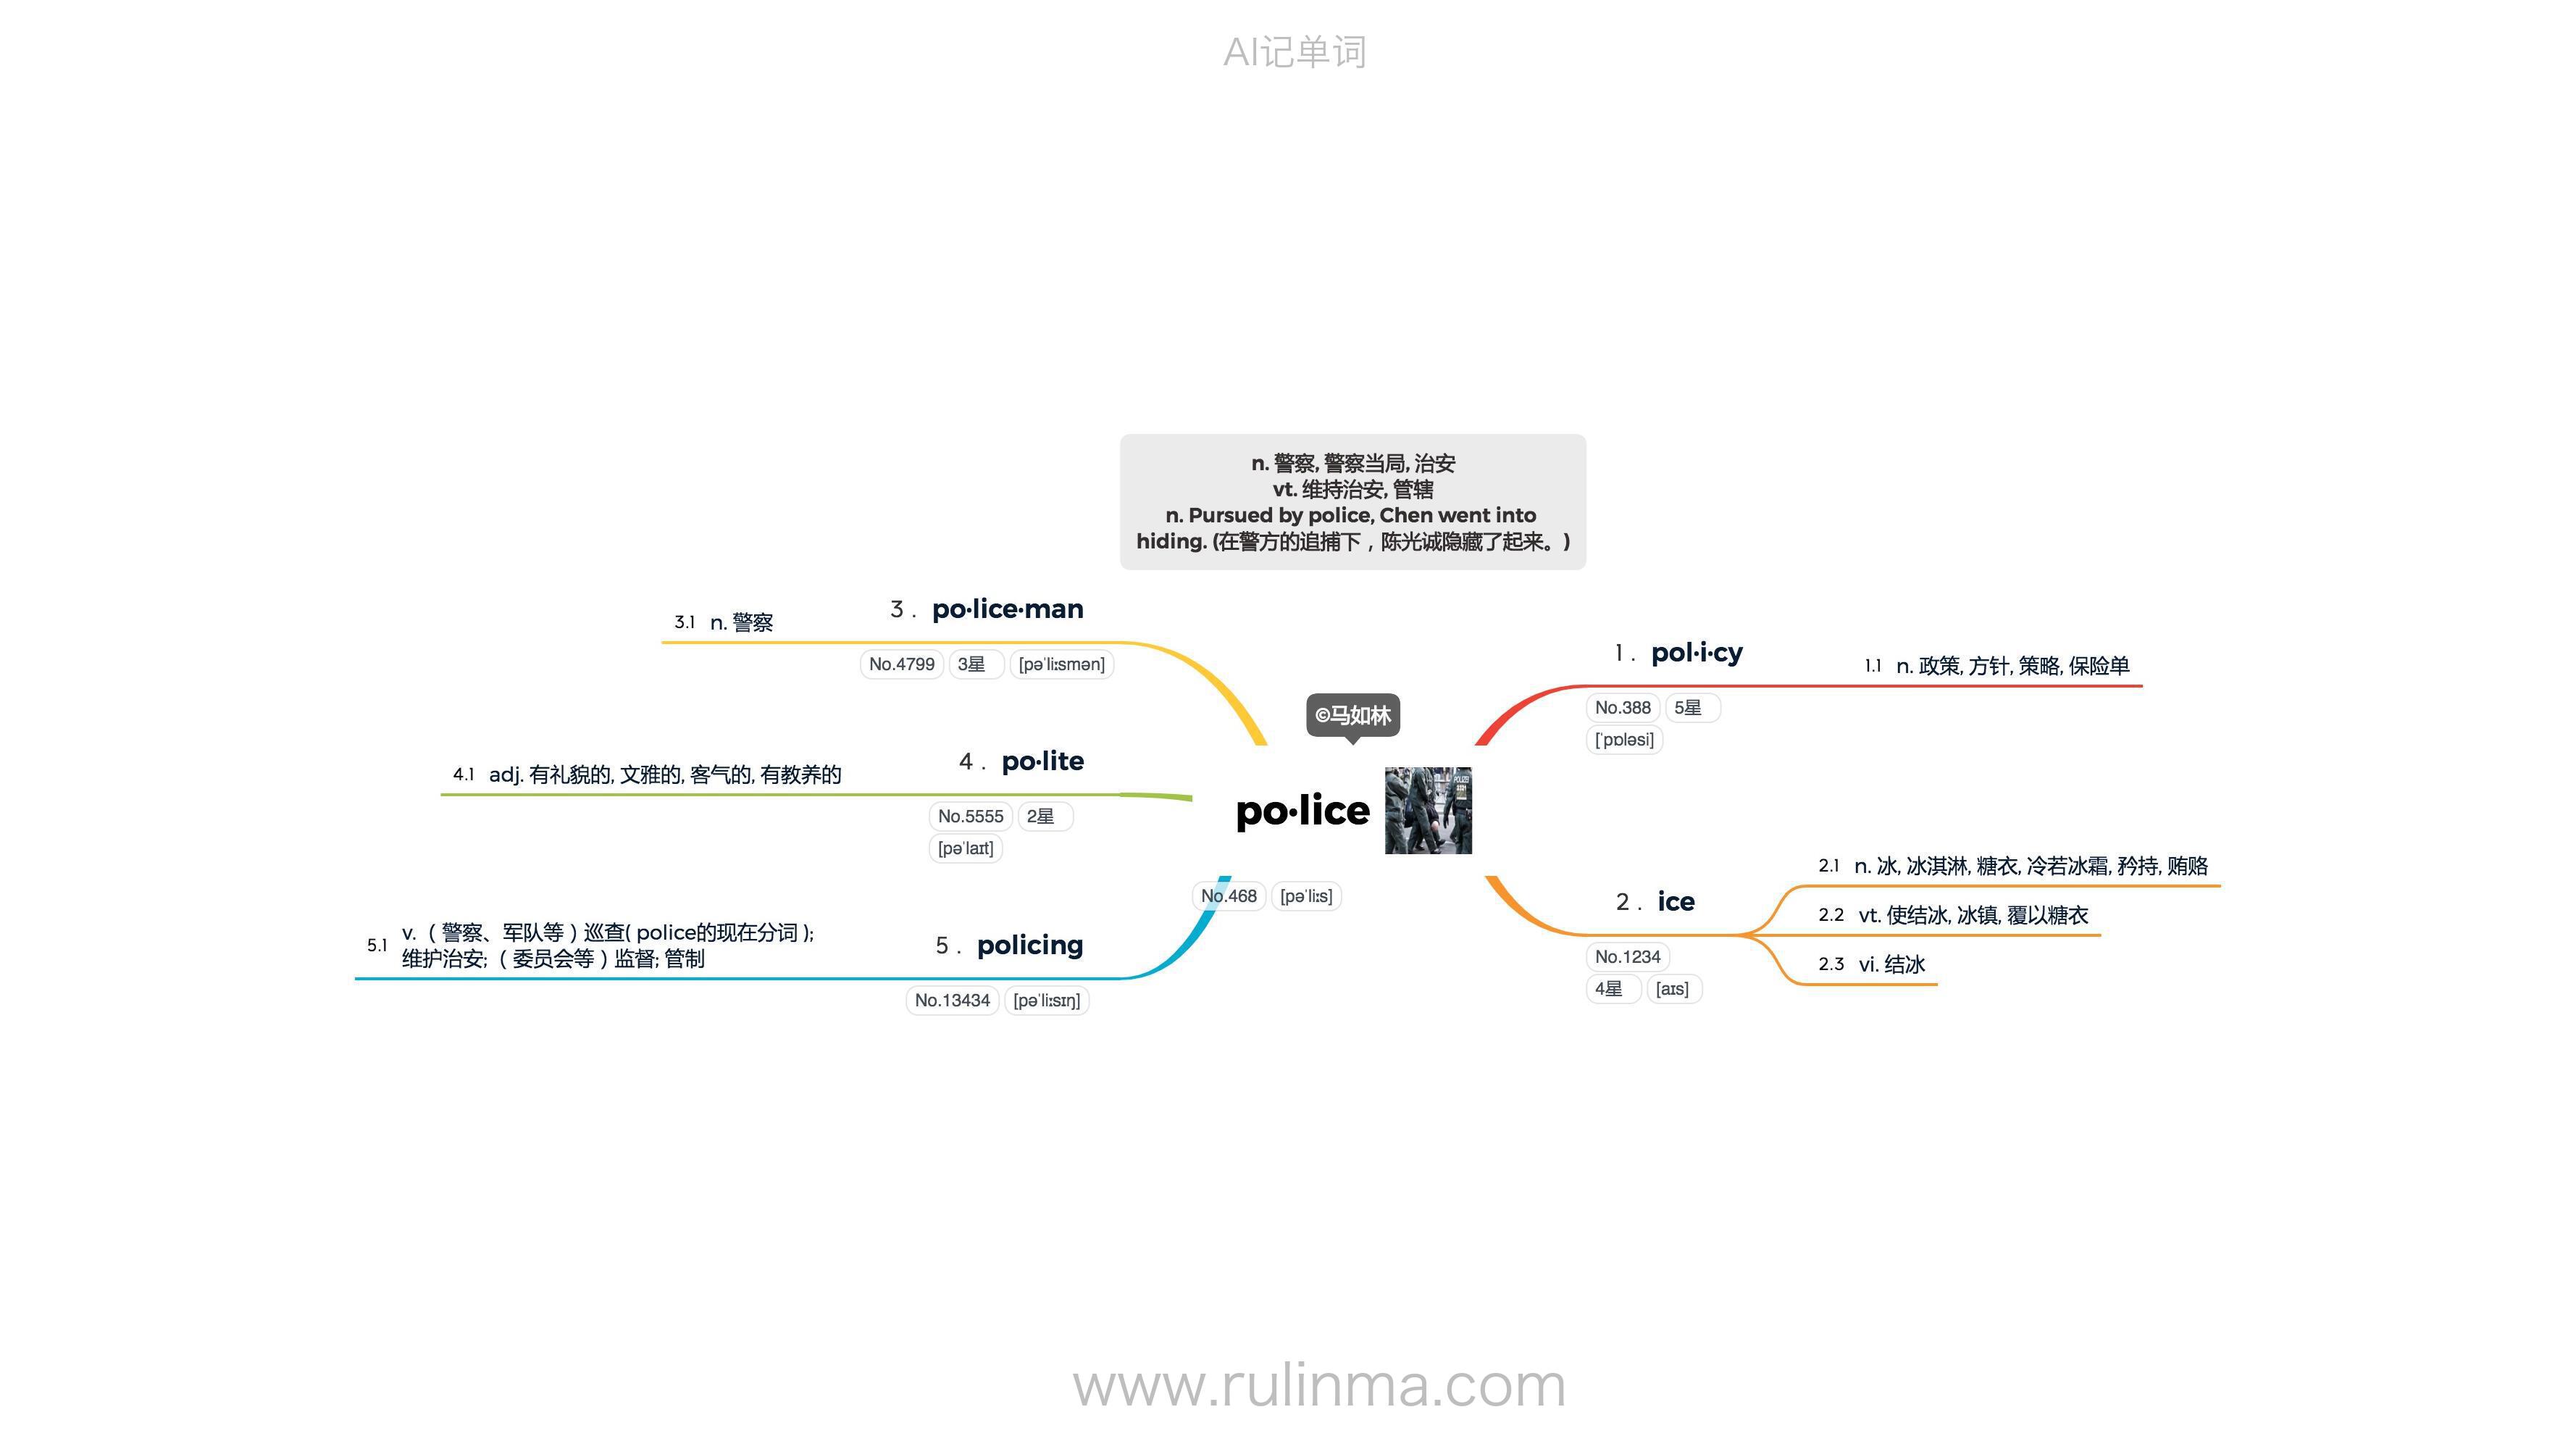 AI记单词
n. 警察, 警察当局, 治安
vt. 维持治安, 管辖
n. Pursued by police, Chen went into
hiding. (在警方的追捕下，陈光诚隐藏了起来。)
©马如林
po·lice
No.468 [pəˈliːs]
1. pol·i·cy
No.388 5星
[ˈpɒləsi]
1.1 n. 政策, 方针, 策略, 保险单
2. ice
No.1234
4星 [aɪs]
2.1 n. 冰, 冰淇淋, 糖衣, 冷若冰霜, 矜持, 贿赂
2.2 vt. 使结冰, 冰镇, 覆以糖衣
2.3 vi. 结冰
3. po·lice·man
No.4799 3星 [pəˈliːsmən]
3.1 n. 警察
4. po·lite
No.5555 2星
[pəˈlaɪt]
4.1 adj. 有礼貌的, 文雅的, 客气的, 有教养的
5. policing
No.13434 [pəˈliːsɪŋ]
5.1 v.（警察、军队等）巡查( police的现在分词 );
维护治安;（委员会等）监督; 管制
POLIZEI
www.rulinma.com